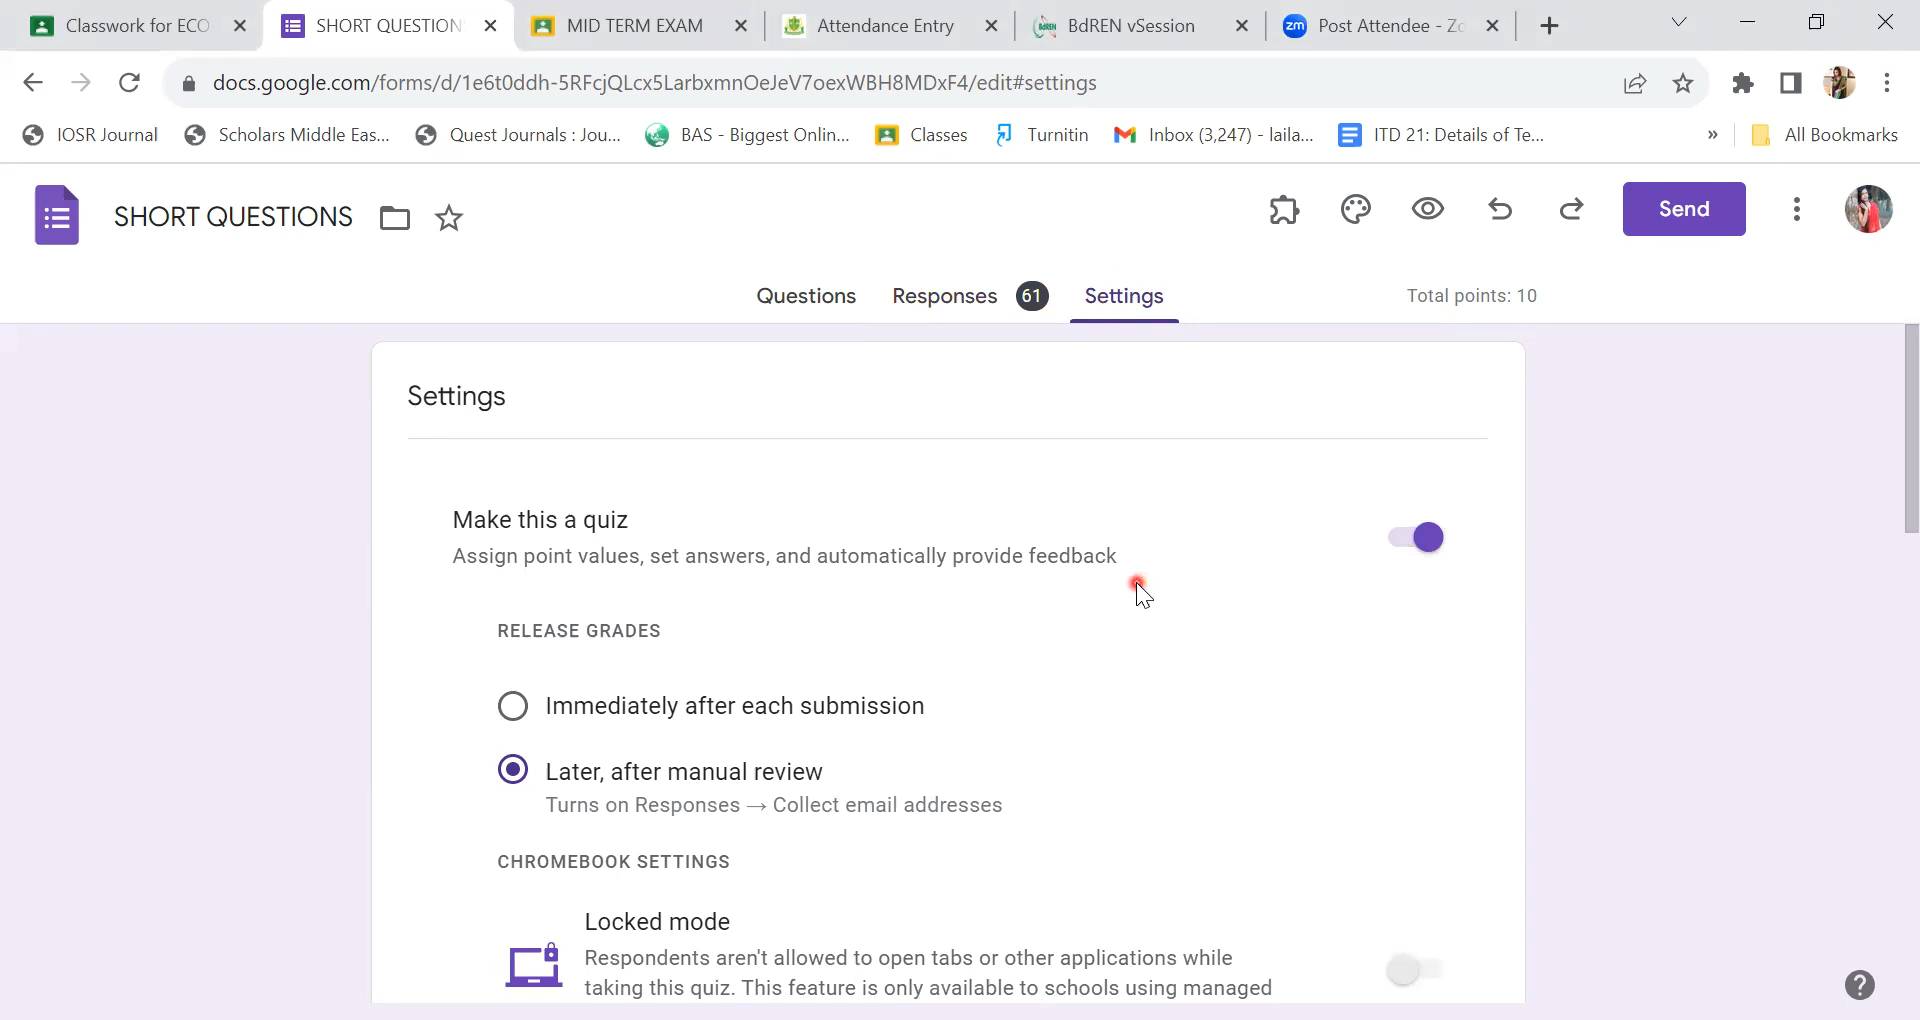 Classwork for ECO
SHORT QUESTION
MID TERM EXAM
Attendance Entry
BdREN vSession
zm Post Attendee - Zo
docs.google.com/forms/d/1e6t0ddh-5RFcjQLcx5LarbxmnOeJeV7oexWBH8MDxF4/edit#settings
IOSR Journal
Scholars Middle Eas...
Quest Journals : Jou...
BAS - Biggest Onlin...
Classes
Turnitin
Inbox (3,247) - laila...
ITD 21: Details of Te...
»
All Bookmarks
SHORT QUESTIONS
Send
Questions
Responses 61
Settings
Total points: 10
Settings
Make this a quiz
Assign point values, set answers, and automatically provide feedback
RELEASE GRADES
Immediately after each submission
Later, after manual review
Turns on Responses → Collect email addresses
CHROMEBOOK SETTINGS
Locked mode
Respondents aren't allowed to open tabs or other applications while
taking this quiz. This feature is only available to schools using managed